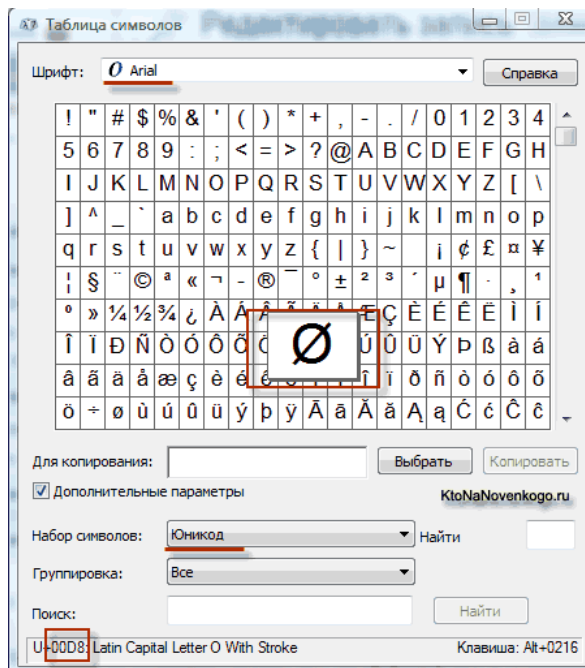 Таблица символов
Шрифт: O Arial Справка
! " # $ % & ' ( ) * + , - . / 0 1 2 3 4
5 6 7 8 9 : ; < = > ? @ A B C D E F G H
I J K L M N O P Q R S T U V W X Y Z [ \
] ^ _ ` a b c d e f g h i j k l m n o p
q r s t u v w x y z { | } ~ ¡ ¢ £ ¤ ¥
¦ § ¨ © ª « ¬ - ® ¯ ° ± ² ³ ´ µ ¶ · ¸ ¹
º » ¼ ½ ¾ ¿ À Á Æ Ç È É Ê Ë Ì Í
Î Ï Ð Ñ Ò Ó Ô Õ Ø Ú Û Ü Ý Þ ß à á
â ã ä å æ ç è é î ï ð ñ ò ó ô õ
ö ÷ ø ù ú û ü ý þ ÿ Ā ā Ă ă Ą ą Ć ć Ĉ ĉ
Для копирования: Выбрать Копировать
Дополнительные параметры KtoNaNovenkogo.ru
Набор символов: Юникод Найти
Группировка: Все
Поиск: Найти
U+00D8: Latin Capital Letter O With Stroke Клавиша: Alt+0216